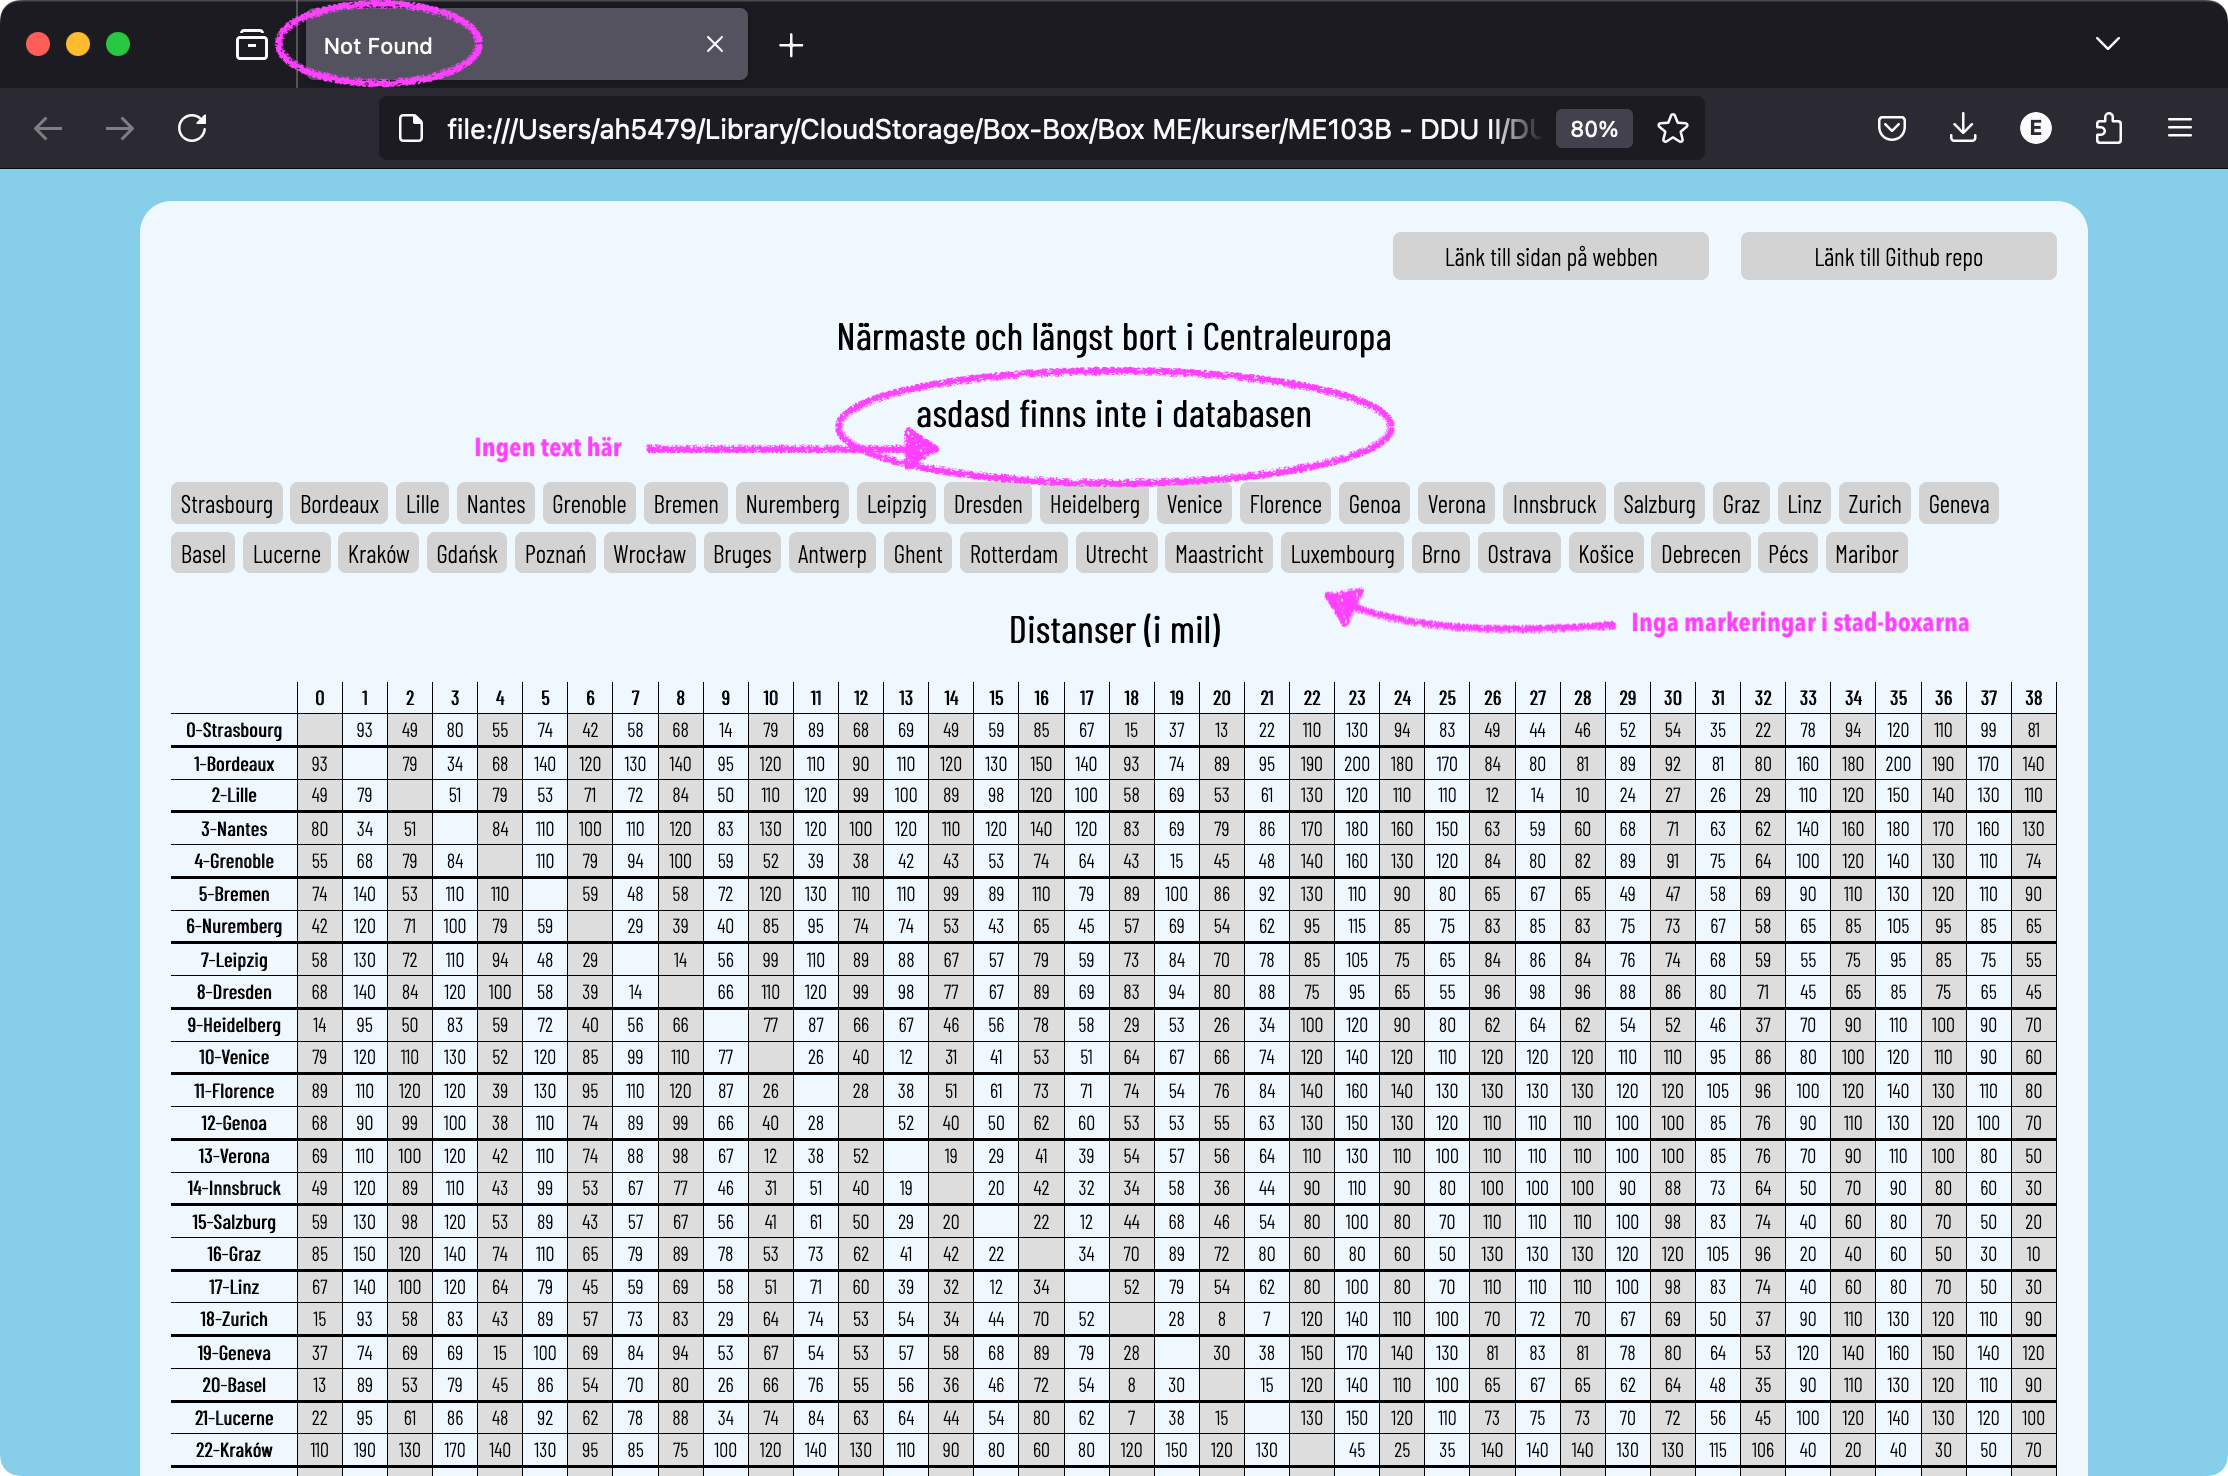 Not Found
file:///Users/ah5479/Library/CloudStorage/Box-Box/Box ME/kurser/ME103B - DDU II/DU
80%
E
Länk till sidan på webben Länk till Github repo
Närmaste och längst bort i Centraleuropa
asdasd finns inte i databasen
Ingen text här
Strasbourg Bordeaux Lille Nantes Grenoble Bremen Nuremberg Leipzig Dresden Heidelberg Venice Florence Genoa Verona Innsbruck Salzburg Graz Linz Zurich Geneva
Basel Lucerne Kraków Gdańsk Poznań Wrocław Bruges Antwerp Ghent Rotterdam Utrecht Maastricht Luxembourg Brno Ostrava Košice Debrecen Pécs Maribor
Inga markeringar i stad-boxarna
Distanser (i mil)
0 1 2 3 4 5 6 7 8 9 10 11 12 13 14 15 16 17 18 19 20 21 22 23 24 25 26 27 28 29 30 31 32 33 34 35 36 37 38
0-Strasbourg 93 49 80 55 74 42 58 68 14 79 89 68 69 49 59 85 67 15 37 13 22 110 130 94 83 49 44 46 52 54 35 22 78 94 120 110 99 81
1-Bordeaux 93 79 34 68 140 120 130 140 95 120 110 90 110 120 130 150 140 93 74 89 95 190 200 180 170 84 80 81 89 92 81 80 160 180 200 190 170 140
2-Lille 49 79 51 79 53 71 72 84 50 110 120 99 100 89 98 120 100 58 69 53 61 130 120 110 110 12 14 10 24 27 26 29 110 120 150 140 130 110
3-Nantes 80 34 51 84 110 100 110 120 83 130 120 100 120 110 120 140 120 83 69 79 86 170 180 160 150 63 59 60 68 71 63 62 140 160 180 170 160 130
4-Grenoble 55 68 79 84 110 79 94 100 59 52 39 38 42 43 53 74 64 43 15 45 48 140 160 130 120 84 80 82 89 91 75 64 100 120 140 130 110 74
5-Bremen 74 140 53 110 110 59 48 58 72 120 130 110 110 99 89 110 79 89 100 86 92 130 110 90 80 65 67 65 49 47 58 69 90 110 130 120 110 90
6-Nuremberg 42 120 71 100 79 59 29 39 40 85 95 74 74 53 43 65 45 57 69 54 62 95 115 85 75 83 85 83 75 73 67 58 65 85 105 95 85 65
7-Leipzig 58 130 72 110 94 48 29 14 56 99 110 89 88 67 57 79 59 73 84 70 78 85 105 75 65 84 86 84 76 74 68 59 55 75 95 85 75 55
8-Dresden 68 140 84 120 100 58 39 14 66 110 120 99 98 77 67 89 69 83 94 80 88 75 95 65 55 96 98 96 88 86 80 71 45 65 85 75 65 45
9-Heidelberg 14 95 50 83 59 72 40 56 66 77 87 66 67 46 56 78 58 29 53 26 34 100 120 90 80 62 64 62 54 52 46 37 70 90 110 100 90 70
10-Venice 79 120 110 130 52 120 85 99 110 77 26 40 12 31 41 53 51 64 67 66 74 120 140 120 110 120 120 120 110 110 95 86 80 100 120 110 90 60
11-Florence 89 110 120 120 39 130 95 110 120 87 26 28 38 51 61 73 71 74 54 76 84 140 160 140 130 130 130 130 120 120 105 96 100 120 140 130 110 80
12-Genoa 68 90 99 100 38 110 74 89 99 66 40 28 52 40 50 62 60 53 53 55 63 130 150 130 120 110 110 110 100 100 85 76 90 110 130 120 100 70
13-Verona 69 110 100 120 42 110 74 88 98 67 12 38 52 19 29 41 39 54 57 56 64 110 130 110 100 110 110 110 100 100 85 76 70 90 110 100 80 50
14-Innsbruck 49 120 89 110 43 99 53 67 77 46 31 51 40 19 20 42 32 34 58 36 44 90 110 90 80 100 100 100 90 88 73 64 50 70 90 80 60 30
15-Salzburg 59 130 98 120 53 89 43 57 67 56 41 61 50 29 20 22 12 44 68 46 54 80 100 80 70 110 110 110 100 98 83 74 40 60 80 70 50 20
16-Graz 85 150 120 140 74 110 65 79 89 78 53 73 62 41 42 22 34 70 89 72 80 60 80 60 50 130 130 130 120 120 105 96 20 40 60 50 30 10
17-Linz 67 140 100 120 64 79 45 59 69 58 51 71 60 39 32 12 34 52 79 54 62 80 100 80 70 110 110 110 100 98 83 74 40 60 80 70 50 30
18-Zurich 15 93 58 83 43 89 57 73 83 29 64 74 53 54 34 44 70 52 28 8 7 120 140 110 100 70 72 70 67 69 50 37 90 110 130 120 110 90
19-Geneva 37 74 69 69 15 100 69 84 94 53 67 54 53 57 58 68 89 79 28 30 38 150 170 140 130 81 83 81 78 80 64 53 120 140 160 150 140 120
20-Basel 13 89 53 79 45 86 54 70 80 26 66 76 55 56 36 46 72 54 8 30 15 120 140 110 100 65 67 65 62 64 48 35 90 110 130 120 110 90
21-Lucerne 22 95 61 86 48 92 62 78 88 34 74 84 63 64 44 54 80 62 7 38 15 130 150 120 110 73 75 73 70 72 56 45 100 120 140 130 120 100
22-Kraków 110 190 130 170 140 130 95 85 75 100 120 140 130 110 90 80 60 80 120 150 120 130 45 25 35 140 140 140 130 130 115 106 40 20 40 30 50 70